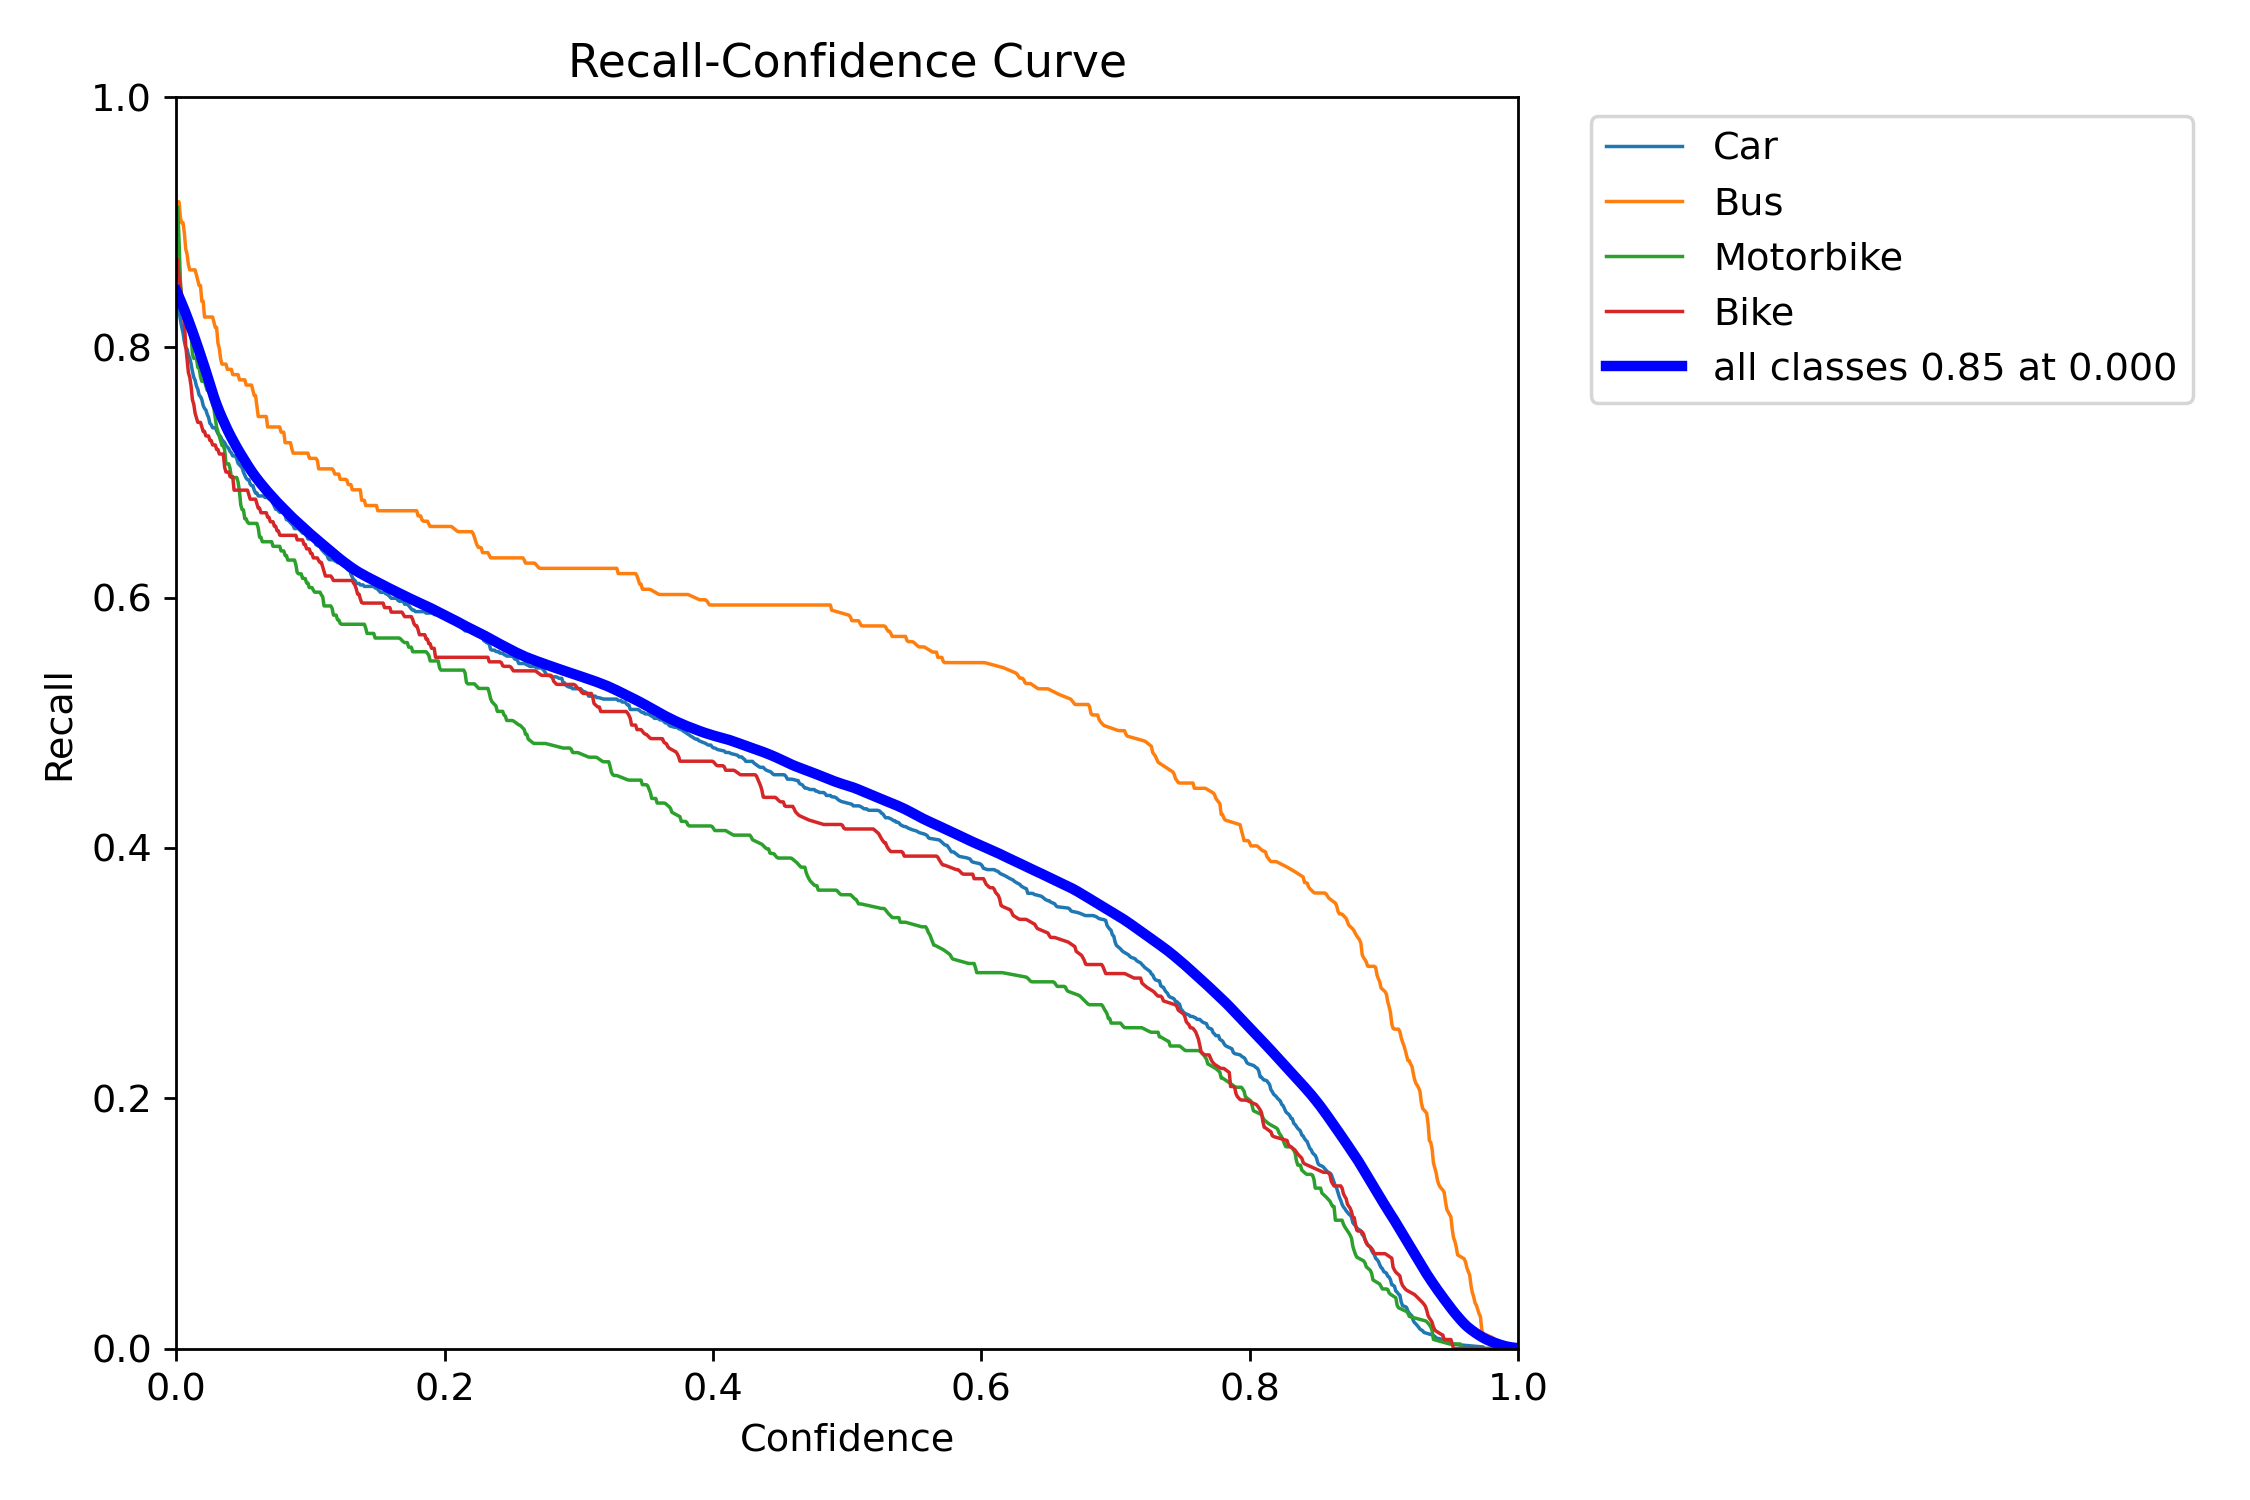 Recall-Confidence Curve
1.0
0.8
0.6
0.4
0.2
0.0
Recall
0.0 0.2 0.4 0.6 0.8 1.0
Confidence
Car
Bus
Motorbike
Bike
all classes 0.85 at 0.000